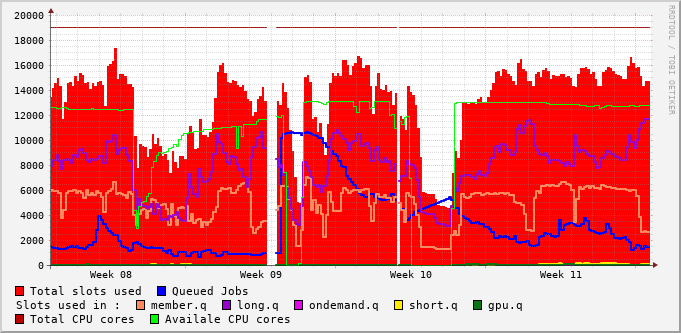 20000
18000
16000
14000
12000
10000
8000
6000
4000
2000
0
Week 08 Week 09 Week 10 Week 11
RRDTOOL / TOBI OETIKER
Total slots used Queued Jobs
Slots used in : member.q long.q ondemand.q short.q gpu.q
Total CPU cores Availale CPU cores